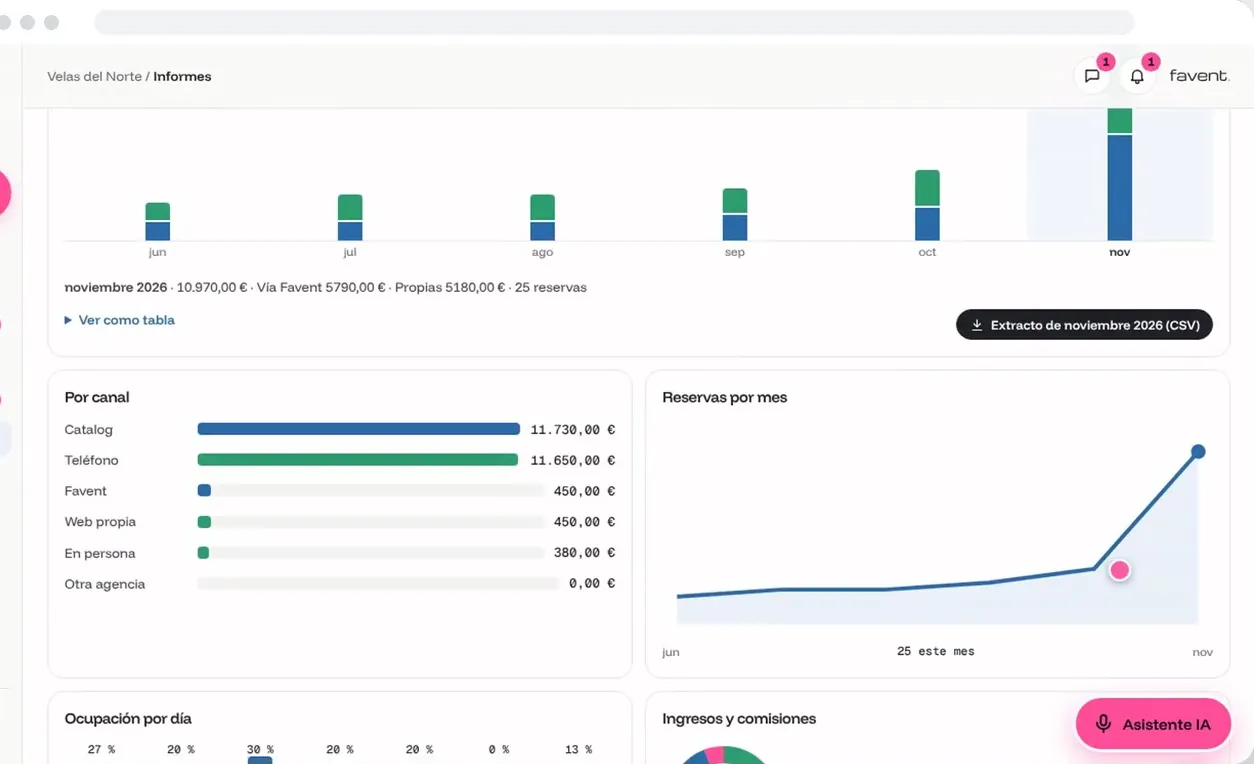 Velas del Norte / Informes
1
1
favent.
jun jul ago sep oct nov
noviembre 2026 · 10.970,00 € · Vía Favent 5790,00 € · Propias 5180,00 € · 25 reservas
Ver como tabla
Extracto de noviembre 2026 (CSV)
Por canal
Catalog 11.730,00 €
Teléfono 11.650,00 €
Favent 450,00 €
Web propia 450,00 €
En persona 380,00 €
Otra agencia 0,00 €
Reservas por mes
jun 25 este mes nov
Ocupación por día
27 % 20 % 30 % 20 % 20 % 0 % 13 %
Ingresos y comisiones
Asistente IA